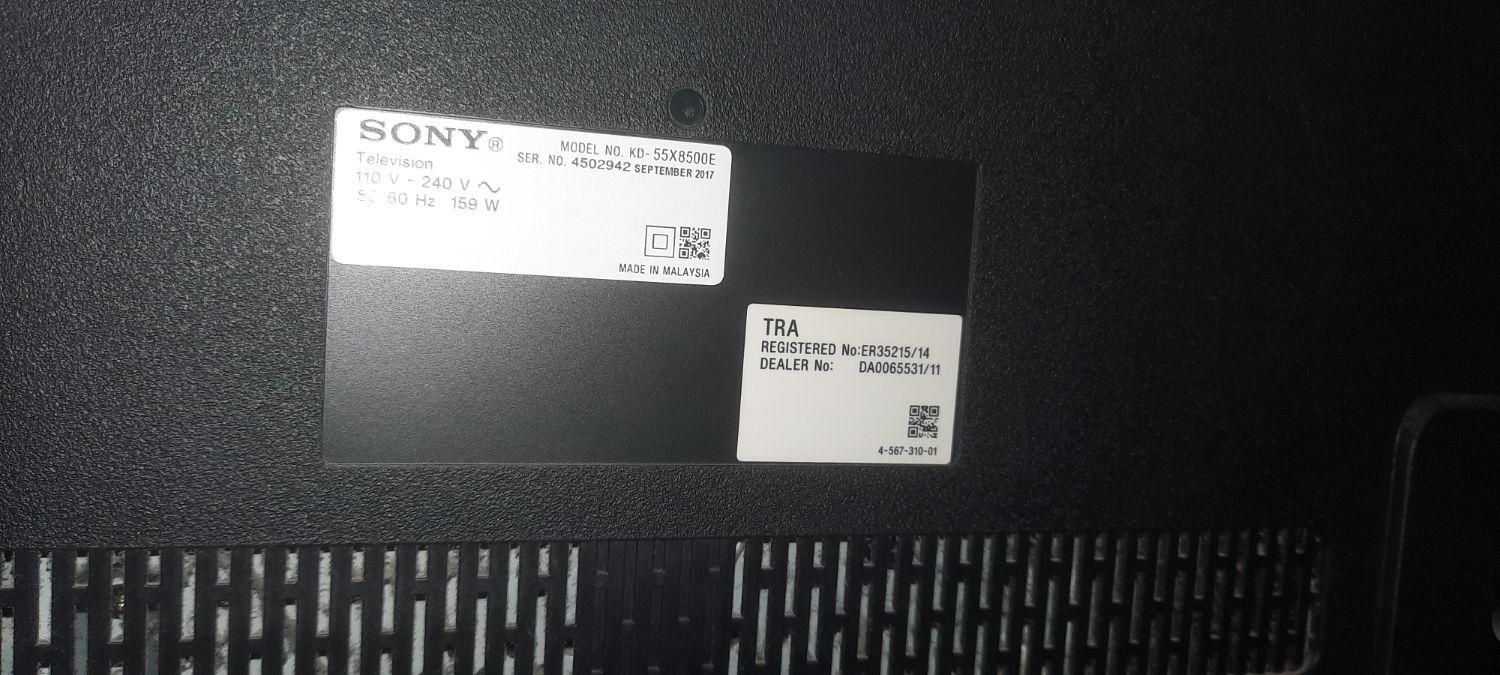 SONY®
MODEL NO. KD- 55X8500E
Television
SER. NO. 4502942 SEPTEMBER 2017
110 V - 240 V ~
60 Hz 159 W
MADE IN MALAYSIA
TRA
REGISTERED No:ER35215/14
DEALER No: DA0065531/11
4-567-310-01